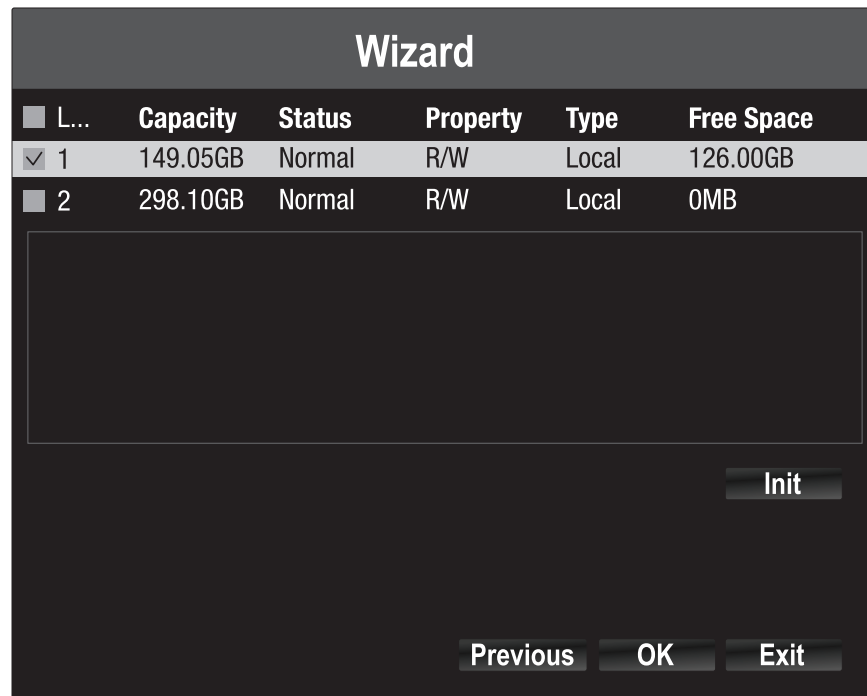 Wizard
L... Capacity Status Property Type Free Space
1 149.05GB Normal R/W Local 126.00GB
2 298.10GB Normal R/W Local 0MB
Init
Previous OK Exit